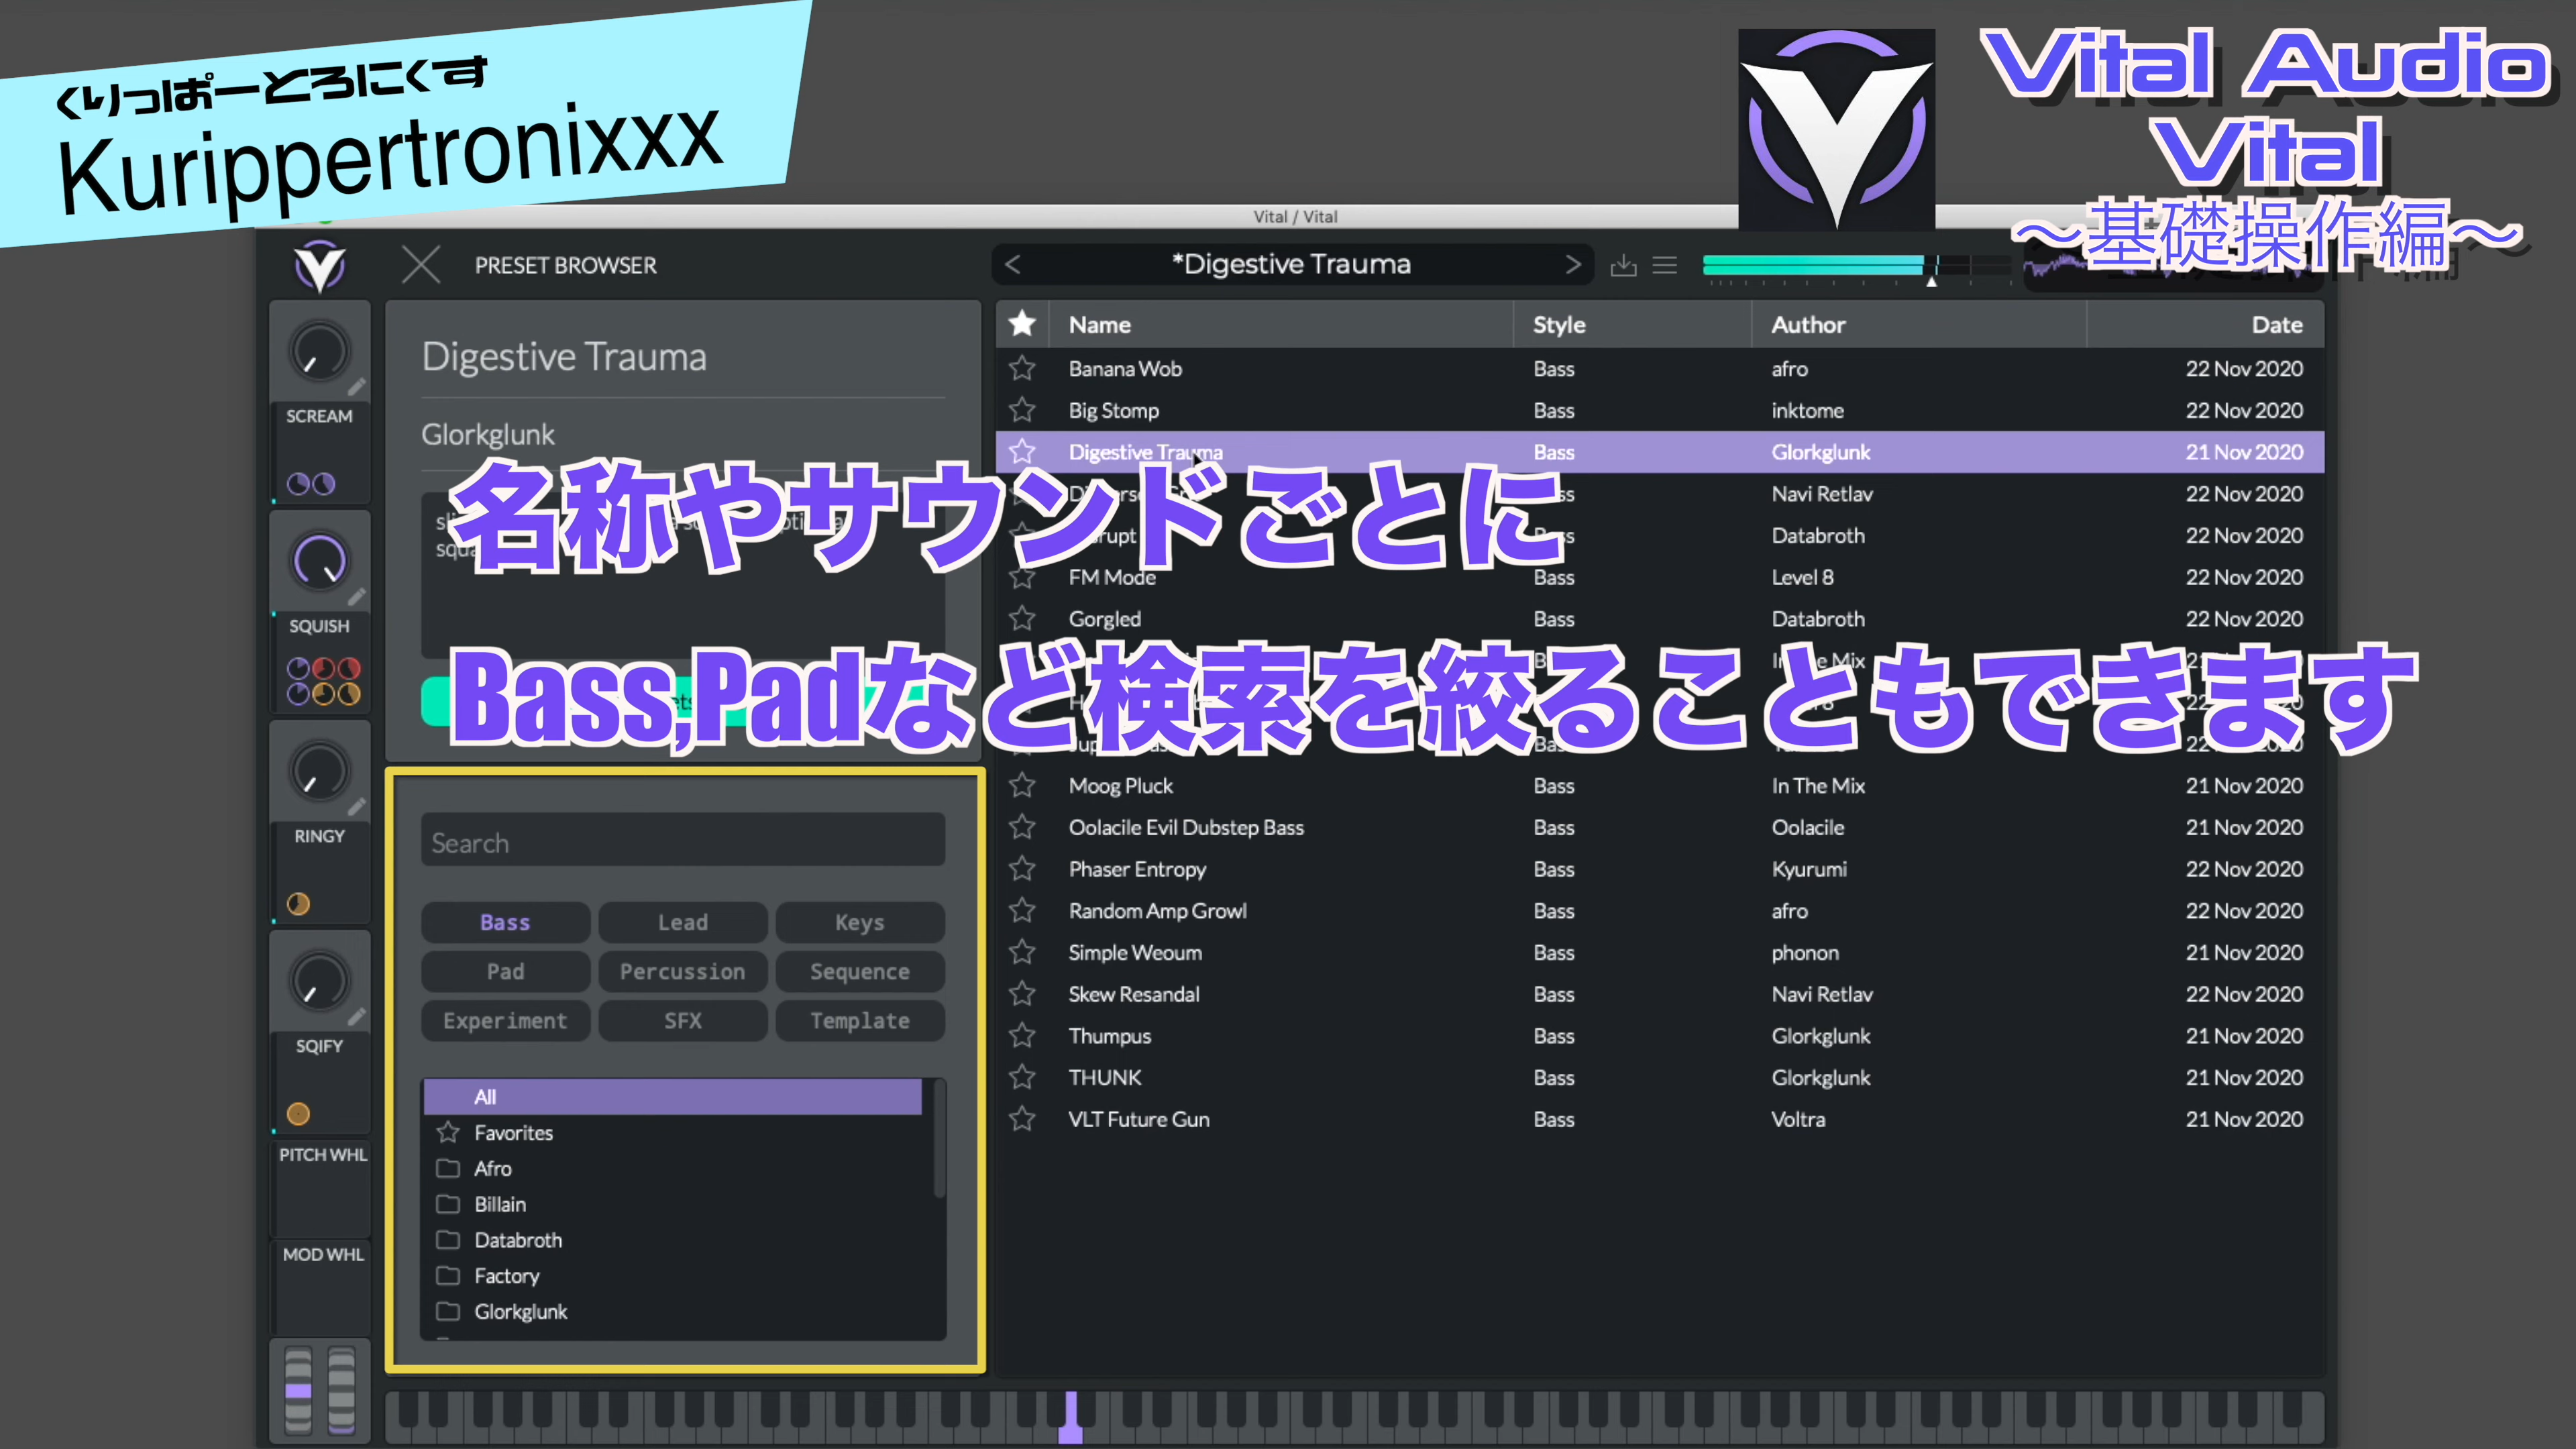 くりっぱーとろにくす
Kurippertronixxx
Vital Audio
Vital
〜基礎操作編〜
Vital / Vital
PRESET BROWSER
*Digestive Trauma
SCREAM
SQUISH
RINGY
SQIFY
PITCH WHL
MOD WHL
Digestive Trauma
Glorkglunk
名称やサウンドごとに
Bass,Padなど検索を絞ることもできます
Search
Bass Lead Keys
Pad Percussion Sequence
Experiment SFX Template
All
Favorites
Afro
Billain
Databroth
Factory
Glorkglunk
Name Style Author Date
Banana Wob Bass afro 22 Nov 2020
Big Stomp Bass inktome 22 Nov 2020
Digestive Trauma Bass Glorkglunk 21 Nov 2020
Navi Retlav 22 Nov 2020
Databroth 22 Nov 2020
FM Mode Bass Level 8 22 Nov 2020
Gorgled Bass Databroth 22 Nov 2020
Moog Pluck Bass In The Mix 21 Nov 2020
Oolacile Evil Dubstep Bass Bass Oolacile 21 Nov 2020
Phaser Entropy Bass Kyurumi 22 Nov 2020
Random Amp Growl Bass afro 22 Nov 2020
Simple Weoum Bass phonon 21 Nov 2020
Skew Resandal Bass Navi Retlav 22 Nov 2020
Thumpus Bass Glorkglunk 21 Nov 2020
THUNK Bass Glorkglunk 21 Nov 2020
VLT Future Gun Bass Voltra 21 Nov 2020